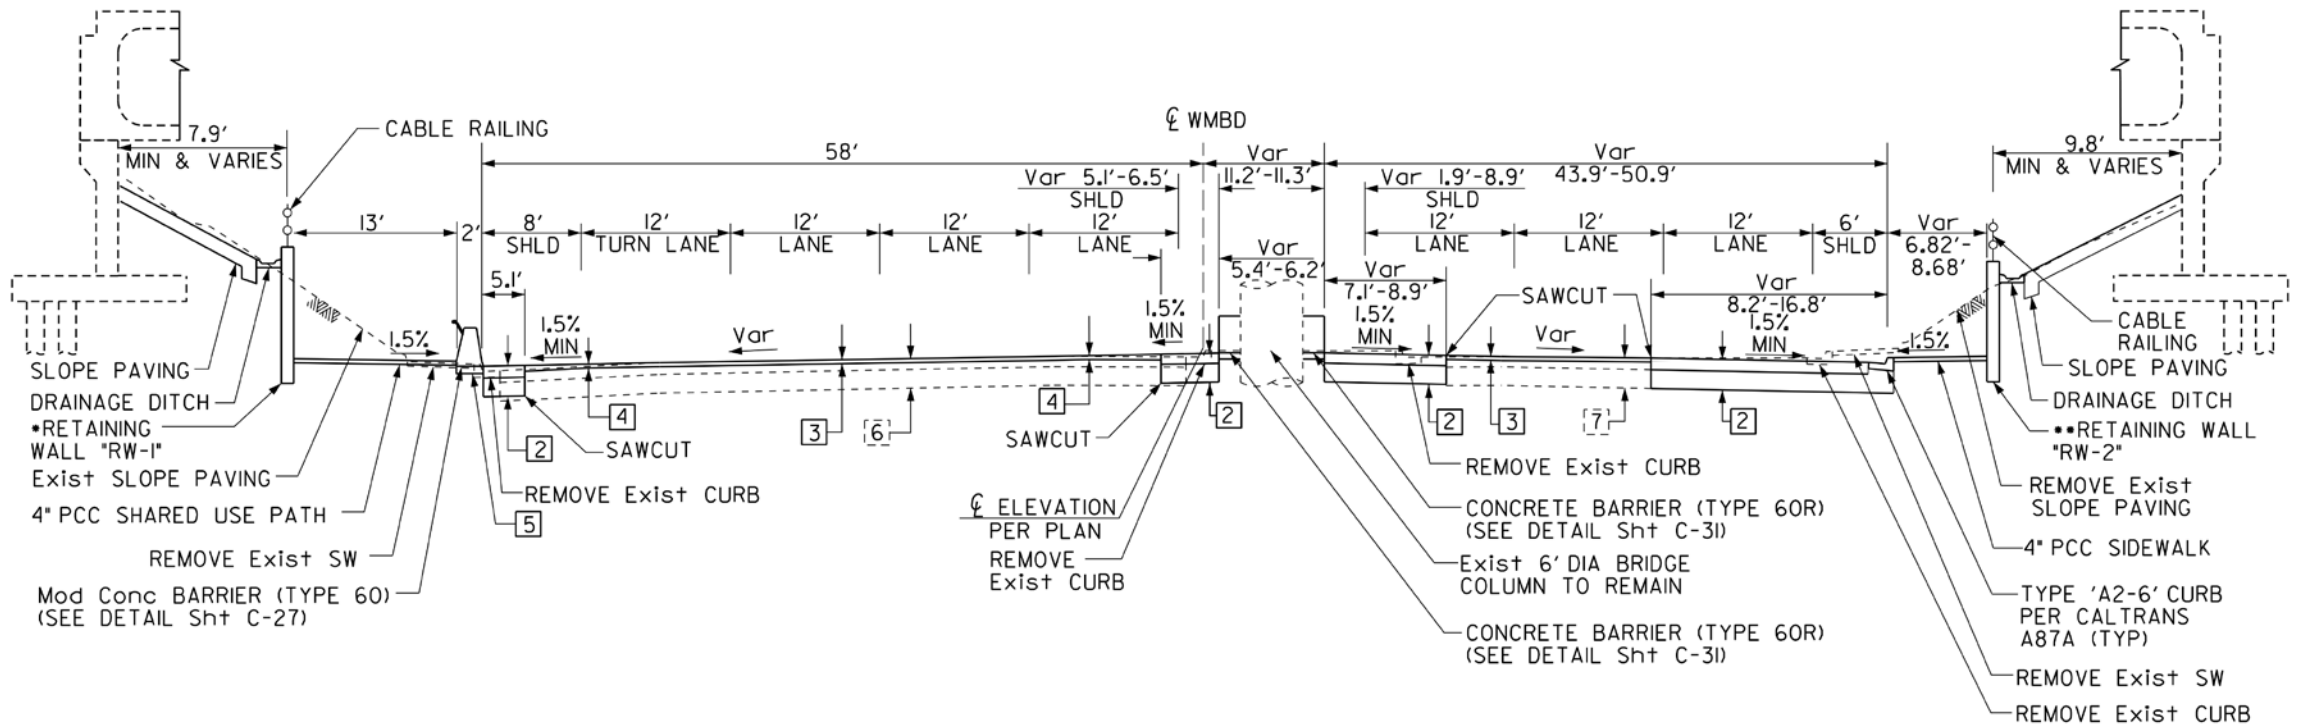 ℄ WMBD
CABLE RAILING
7.9'
MIN & VARIES
58'
Var
11.2'-11.3'
Var
43.9'-50.9'
9.8'
MIN & VARIES
Var 5.1'-6.5'
SHLD
Var 1.9'-8.9'
SHLD
13'
2'
8'
SHLD
12'
TURN LANE
12'
LANE
12'
LANE
12'
LANE
12'
LANE
12'
LANE
12'
LANE
6'
SHLD
Var
6.82'-
8.68'
5.1'
Var
5.4'-6.2'
Var
7.1'-8.9'
SAWCUT
Var
8.2'-16.8'
1.5%
1.5%
MIN
Var
1.5%
MIN
1.5%
MIN
Var
1.5%
MIN
1.5%
CABLE
RAILING
SLOPE PAVING
DRAINAGE DITCH
*RETAINING
WALL "RW-1"
Exist SLOPE PAVING
4" PCC SHARED USE PATH
REMOVE Exist SW
Mod Conc BARRIER (TYPE 60)
(SEE DETAIL Sht C-27)
2
4
SAWCUT
REMOVE Exist CURB
5
3
6
4
SAWCUT
2
℄ ELEVATION
PER PLAN
REMOVE
Exist CURB
2
3
7
2
REMOVE Exist CURB
CONCRETE BARRIER (TYPE 60R)
(SEE DETAIL Sht C-31)
Exist 6' DIA BRIDGE
COLUMN TO REMAIN
CONCRETE BARRIER (TYPE 60R)
(SEE DETAIL Sht C-31)
SLOPE PAVING
DRAINAGE DITCH
**RETAINING WALL
"RW-2"
REMOVE Exist
SLOPE PAVING
4" PCC SIDEWALK
TYPE 'A2-6' CURB
PER CALTRANS
A87A (TYP)
REMOVE Exist SW
REMOVE Exist CURB